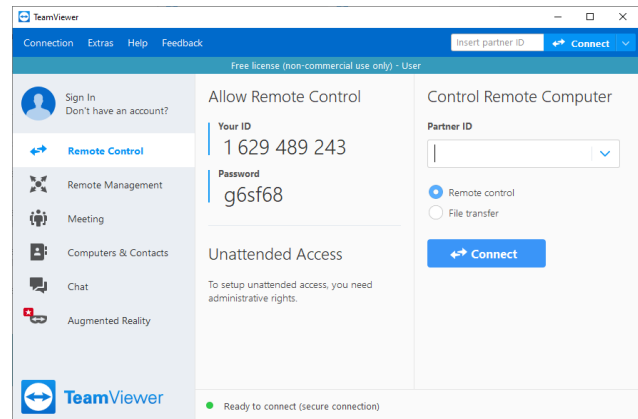 TeamViewer
Connection Extras Help Feedback
Insert partner ID
Connect
Free license (non-commercial use only) - User
Sign In
Don't have an account?
Remote Control
Remote Management
Meeting
Computers & Contacts
Chat
Augmented Reality
TeamViewer
Allow Remote Control
Your ID
1 629 489 243
Password
g6sf68
Unattended Access
To setup unattended access, you need
administrative rights.
Control Remote Computer
Partner ID
Remote control
File transfer
Connect
Ready to connect (secure connection)